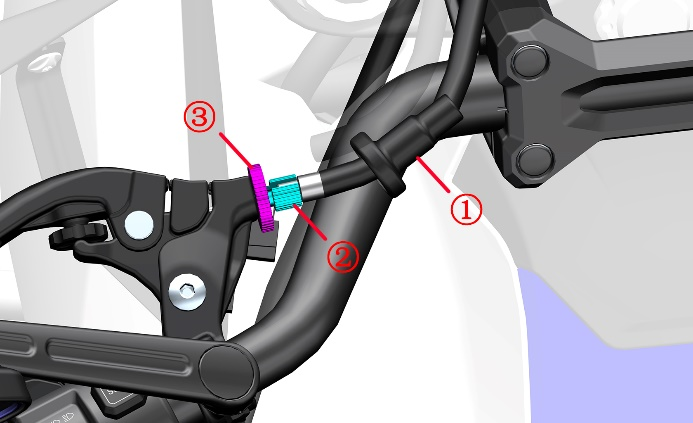 ③
①
②